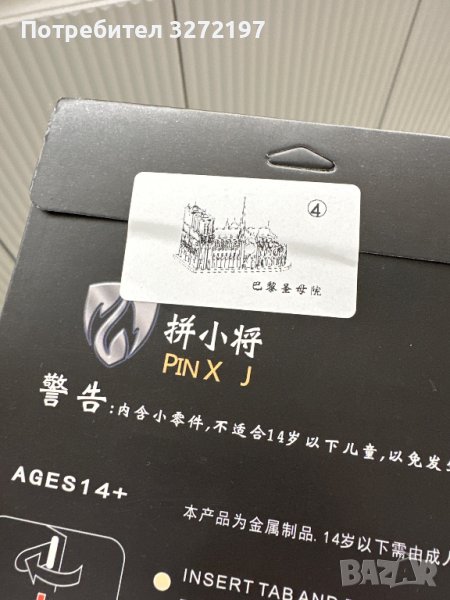 Потребител 3272197
④
巴黎圣母院
拼小将
PIN X J
警告:内含小零件,不适合14岁以下儿童,以免发生
AGES14+
本产品为金属制品.14岁以下需由成人
INSERT TAB AND
BAZAR